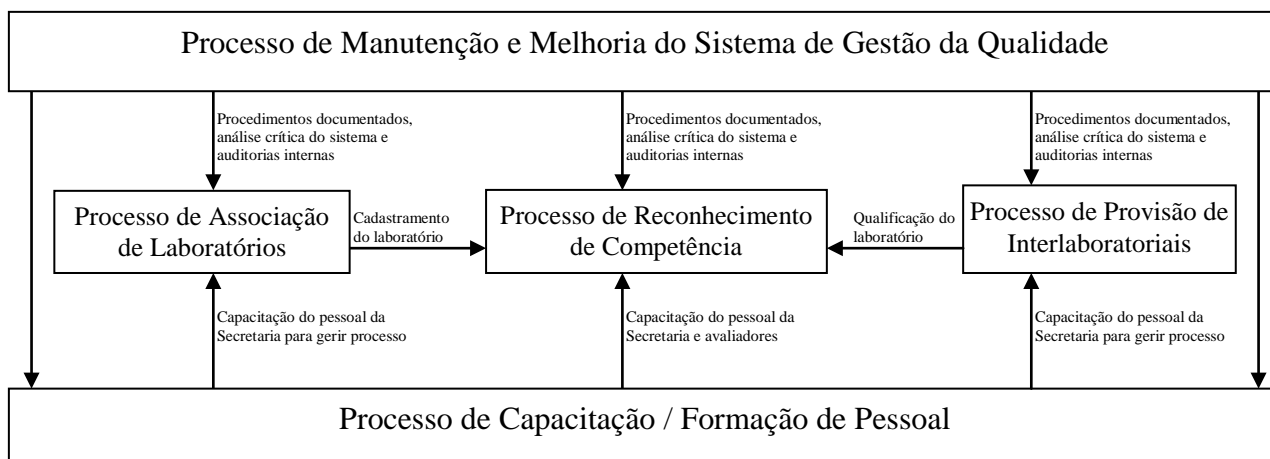 Processo de Manutenção e Melhoria do Sistema de Gestão da Qualidade
Procedimentos documentados,
análise crítica do sistema e
auditorias internas
Procedimentos documentados,
análise crítica do sistema e
auditorias internas
Procedimentos documentados,
análise crítica do sistema e
auditorias internas
Processo de Associação
de Laboratórios
Cadastramento
do laboratório
Processo de Reconhecimento
de Competência
Qualificação do
laboratório
Processo de Provisão de
Interlaboratoriais
Capacitação do pessoal da
Secretaria para gerir processo
Capacitação do pessoal da
Secretaria e avaliadores
Capacitação do pessoal da
Secretaria para gerir processo
Processo de Capacitação / Formação de Pessoal